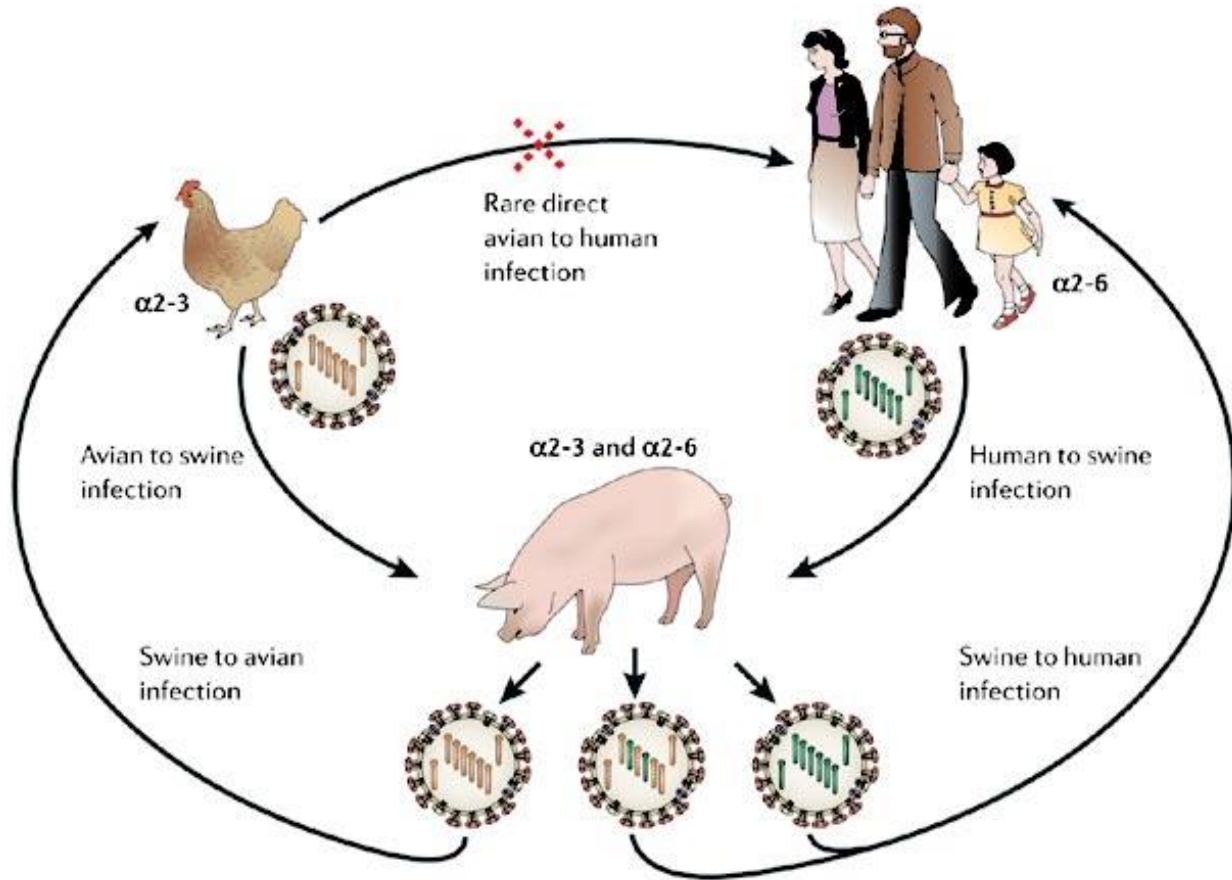 Rare direct
avian to human
infection
α2-3
α2-6
Avian to swine
infection
α2-3 and α2-6
Human to swine
infection
Swine to avian
infection
Swine to human
infection